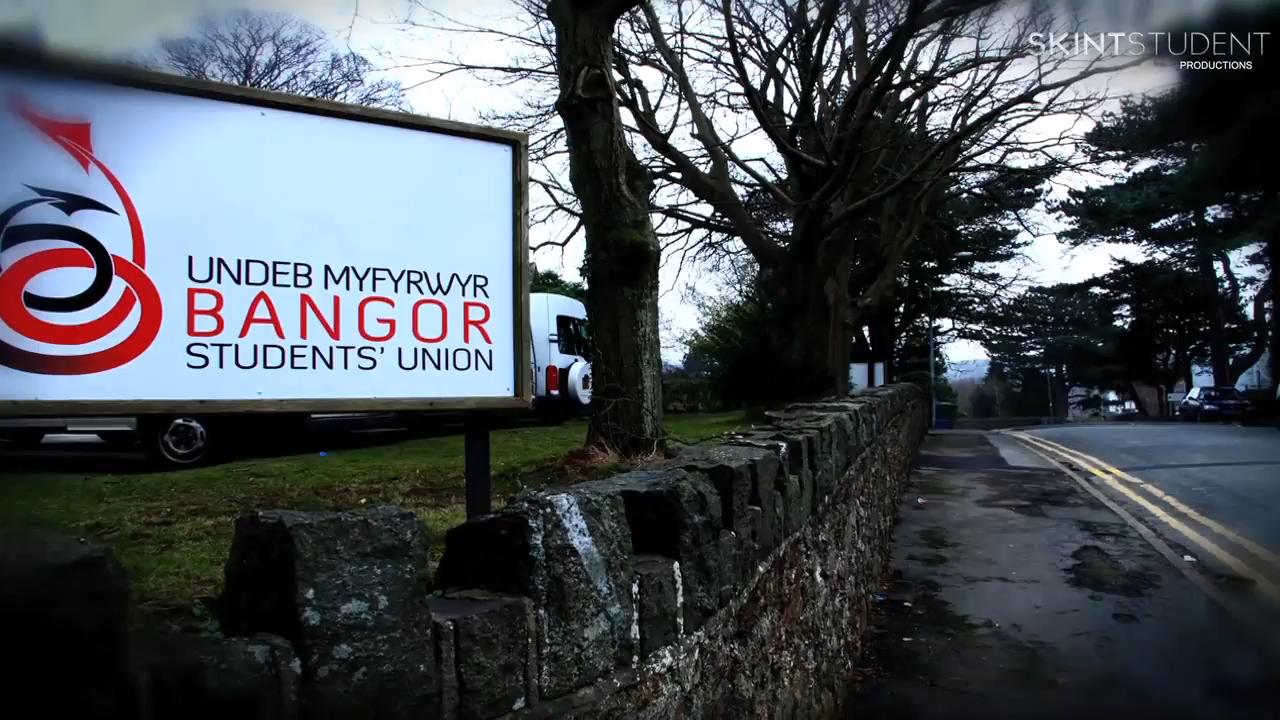 SKINTSTUDENT
PRODUCTIONS
UNDEB MYFYRWYR
BANGOR
STUDENTS' UNION